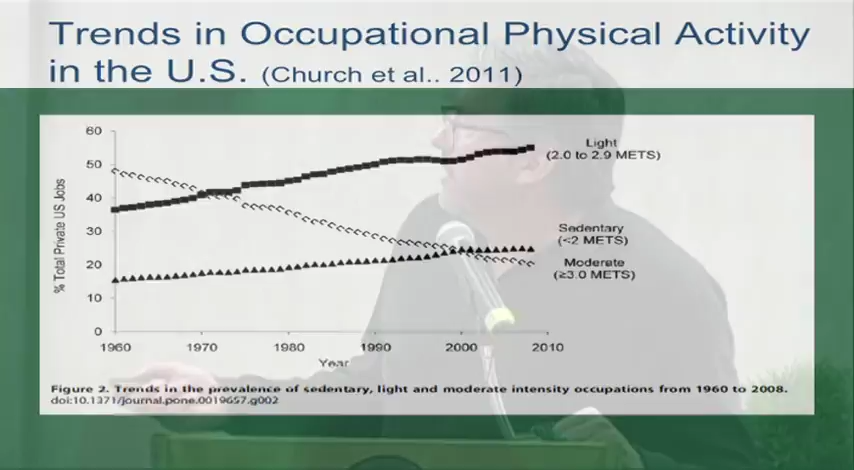 Trends in Occupational Physical Activity
in the U.S. (Church et al.. 2011)
60
50
40
30
20
10
0
% Total Private US Jobs
Light
(2.0 to 2.9 METS)
Sedentary
(<2 METS)
Moderate
(≥3.0 METS)
1960 1970 1980 1990 2000 2010
Year
Figure 2. Trends in the prevalence of sedentary, light and moderate intensity occupations from 1960 to 2008.
doi:10.1371/journal.pone.0019657.g002